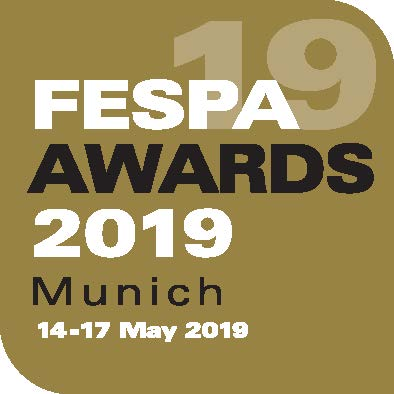 19
FESPA
AWARDS
2019
Munich
14-17 May 2019